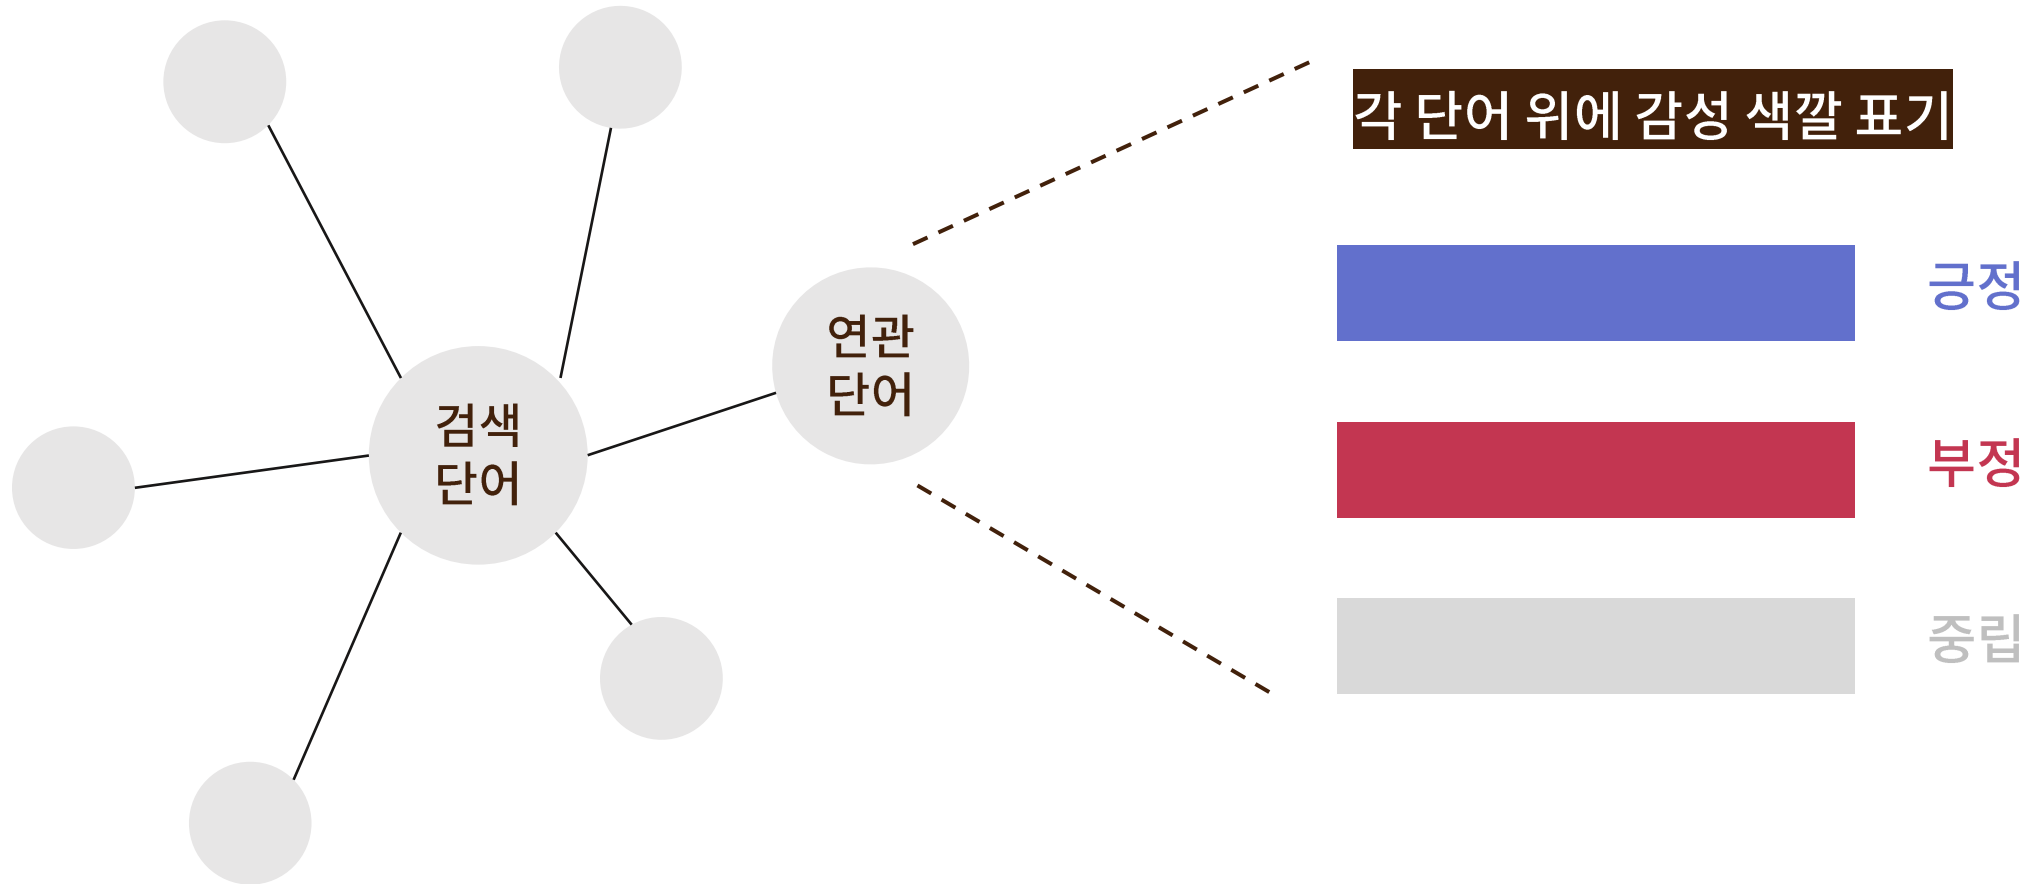 검색
단어
연관
단어
각 단어 위에 감성 색깔 표기
긍정
부정
중립